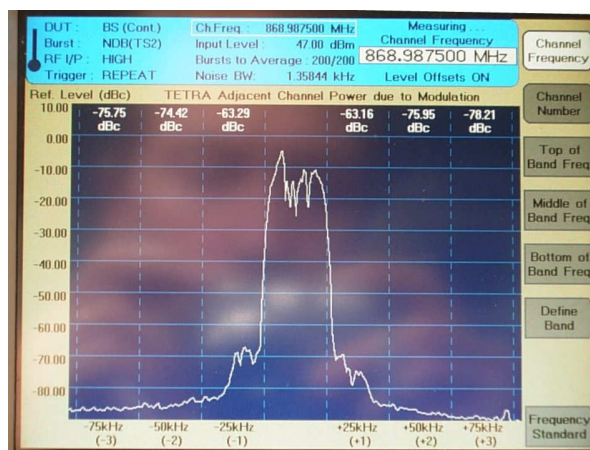 DUT : BS (Cont.)
Burst : NDB(TS2)
RF I/P : HIGH
Trigger : REPEAT
Ch.Freq. : 868.987500 MHz
Input Level : 47.00 dBm
Bursts to Average : 200/200
Noise BW: 1.35844 kHz
Measuring . . .
Channel Frequency
868.987500 MHz
Level Offsets ON
Ref. Level (dBc) TETRA Adjacent Channel Power due to Modulation
10.00
0.00
-10.00
-20.00
-30.00
-40.00
-50.00
-60.00
-70.00
-80.00
-75.75 -74.42 -63.29 -63.16 -75.95 -78.21
dBc dBc dBc dBc dBc dBc
-75kHz -50kHz -25kHz +25kHz +50kHz +75kHz
(-3) (-2) (-1) (+1) (+2) (+3)
Channel
Frequency
Channel
Number
Top of
Band Freq
Middle of
Band Freq
Bottom of
Band Freq
Define
Band
Frequency
Standard